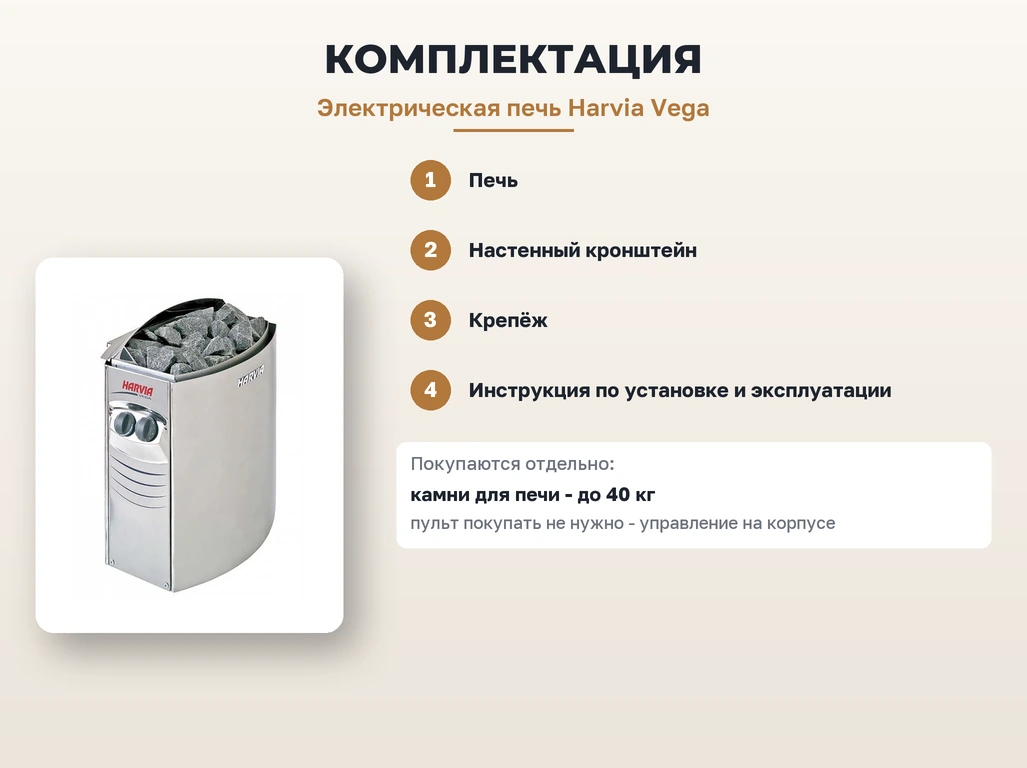 КОМПЛЕКТАЦИЯ
Электрическая печь Harvia Vega
1 Печь
2 Настенный кронштейн
3 Крепёж
4 Инструкция по установке и эксплуатации
Покупаются отдельно:
камни для печи - до 40 кг
пульт покупать не нужно - управление на корпусе
HARVIA
HARVIA